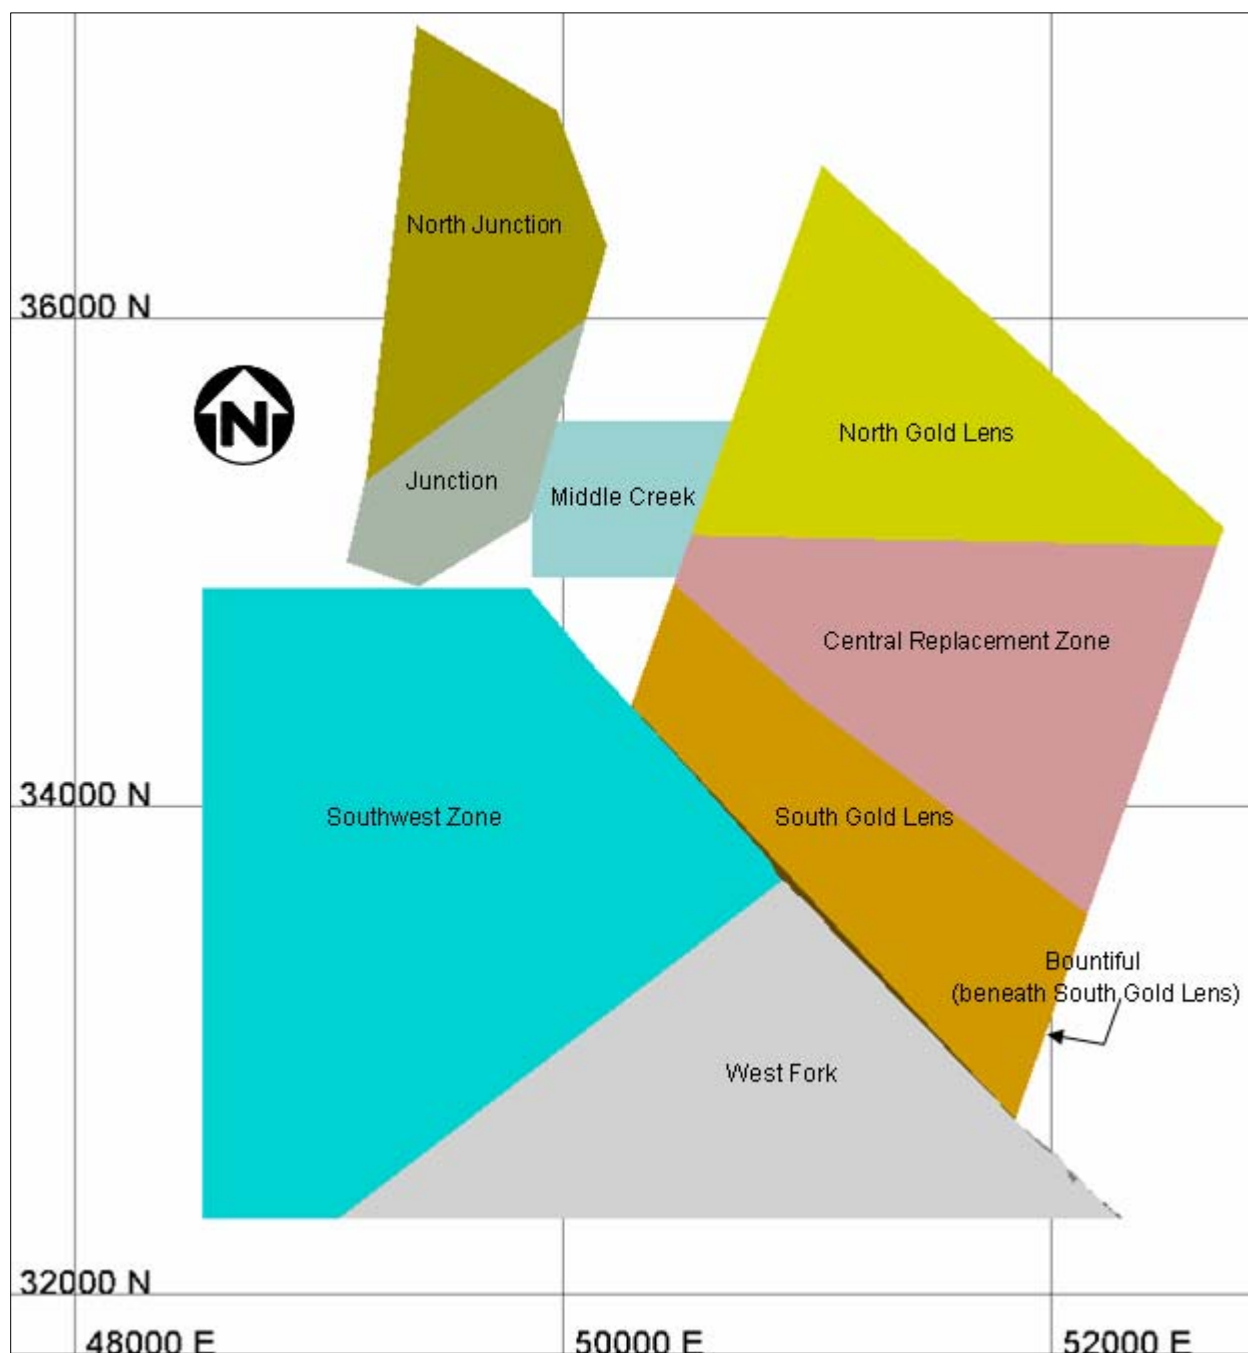 North Junction
36000 N
N
North Gold Lens
Junction
Middle Creek
Central Replacement Zone
34000 N
Southwest Zone
South Gold Lens
Bountiful
(beneath South Gold Lens)
West Fork
32000 N
48000 E
50000 E
52000 E